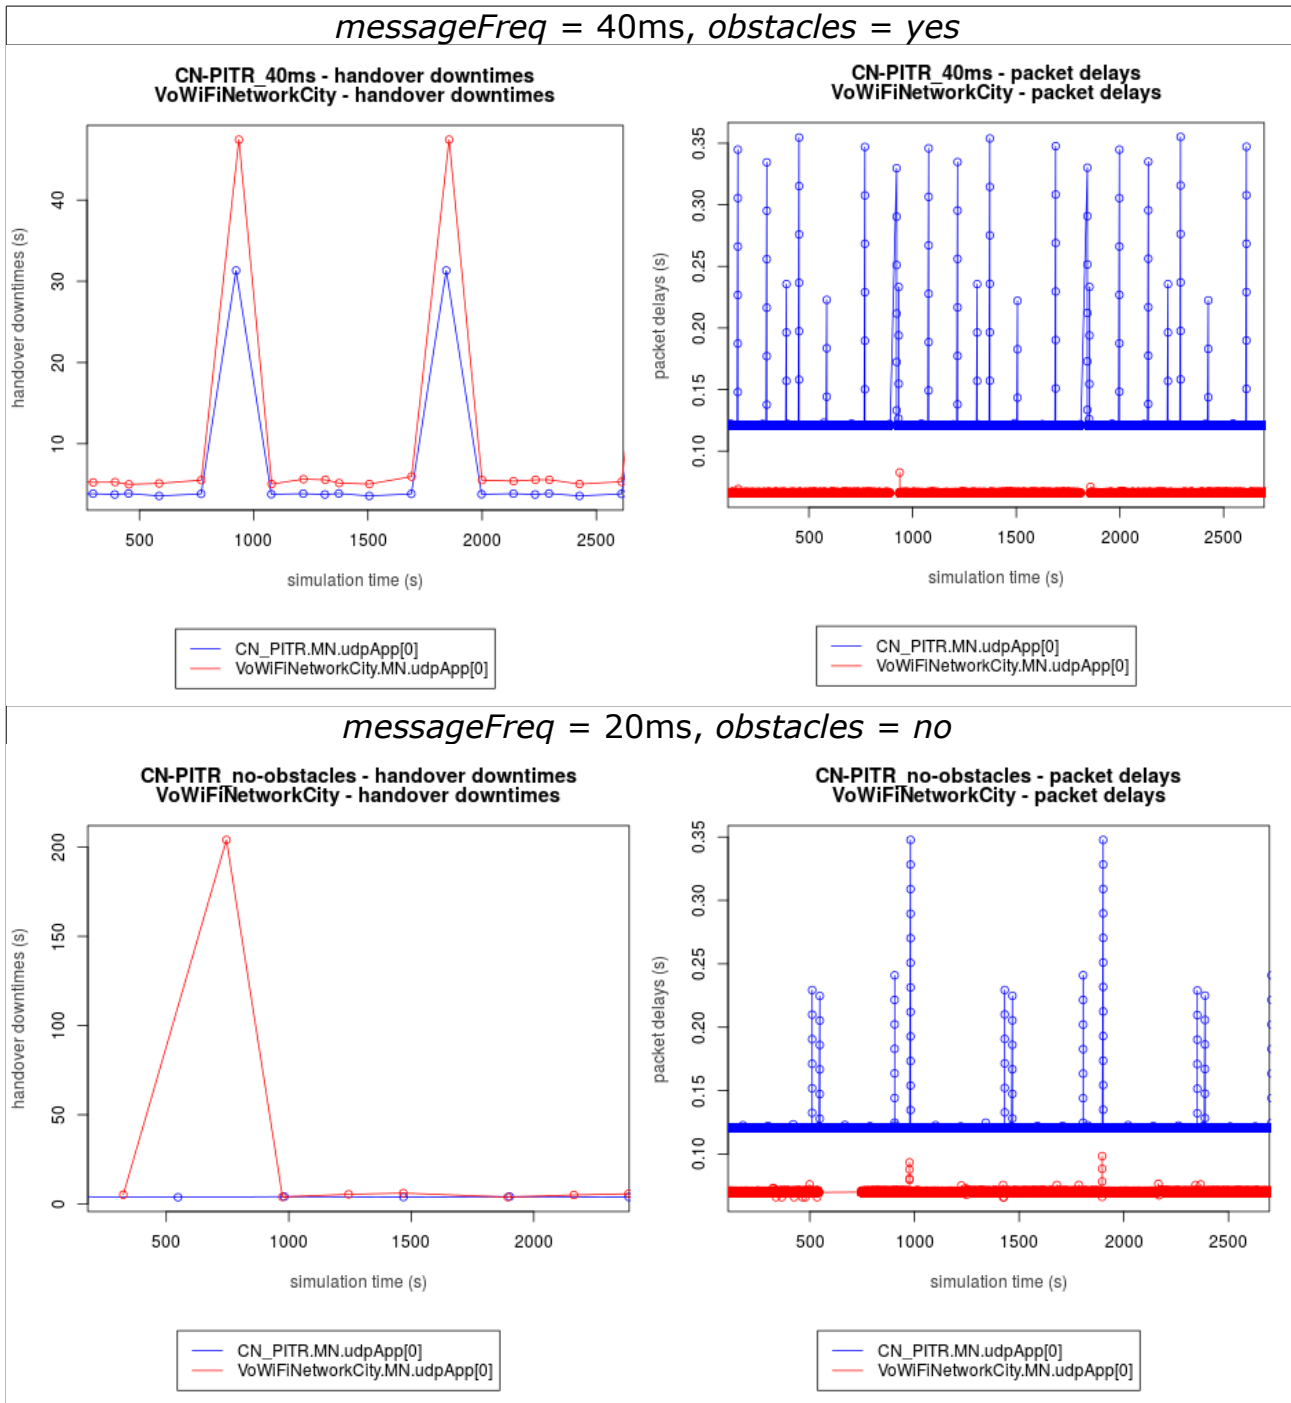 messageFreq = 40ms, obstacles = yes
CN-PITR_40ms - handover downtimes
VoWiFiNetworkCity - handover downtimes
handover downtimes (s)
40
30
20
10
500 1000 1500 2000 2500
simulation time (s)
CN_PITR.MN.udpApp[0]
VoWiFiNetworkCity.MN.udpApp[0]
CN-PITR_40ms - packet delays
VoWiFiNetworkCity - packet delays
packet delays (s)
0.35
0.30
0.25
0.20
0.15
0.10
500 1000 1500 2000 2500
simulation time (s)
CN_PITR.MN.udpApp[0]
VoWiFiNetworkCity.MN.udpApp[0]
messageFreq = 20ms, obstacles = no
CN-PITR_no-obstacles - handover downtimes
VoWiFiNetworkCity - handover downtimes
handover downtimes (s)
200
150
100
50
0
500 1000 1500 2000
simulation time (s)
CN_PITR.MN.udpApp[0]
VoWiFiNetworkCity.MN.udpApp[0]
CN-PITR_no-obstacles - packet delays
VoWiFiNetworkCity - packet delays
packet delays (s)
0.35
0.30
0.25
0.20
0.15
0.10
500 1000 1500 2000 2500
simulation time (s)
CN_PITR.MN.udpApp[0]
VoWiFiNetworkCity.MN.udpApp[0]